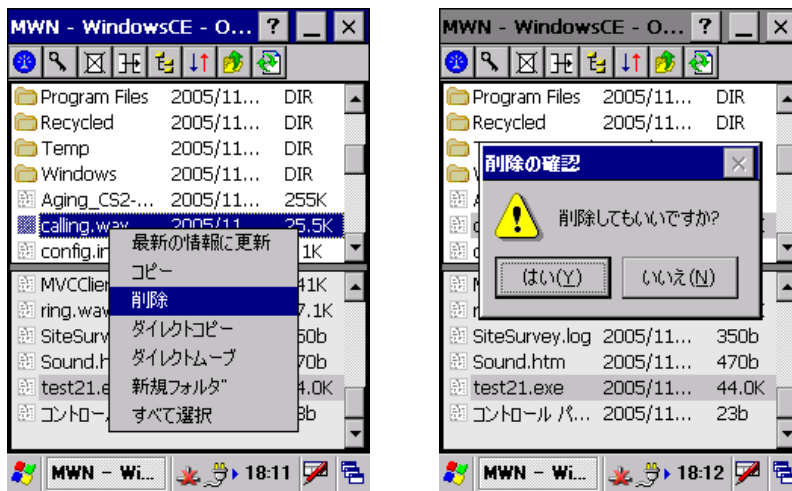 MWN - WindowsCE - O... ?
Program Files 2005/11... DIR
Recycled 2005/11... DIR
Temp 2005/11... DIR
Windows 2005/11... DIR
Aging_CS2-... 2005/11... 255K
calling.wav 2005/11... 25.5K
config.in 1K
最新の情報に更新
コピー
削除
ダイレクトコピー
ダイレクトムーブ
新規フォルダ
すべて選択
MVCClien 41K
ring.wav 7.1K
SiteSurv 50b
Sound.h 70b
test21.e 4.0K
コントロー 3b
MWN - Wi... 18:11
MWN - WindowsCE - O... ?
Program Files 2005/11... DIR
Recycled 2005/11... DIR
削除の確認
削除してもいいですか?
はい(Y) いいえ(N)
SiteSurvey.log 2005/11... 350b
Sound.htm 2005/11... 470b
test21.exe 2005/11... 44.0K
コントロール パ... 2005/11... 23b
MWN - Wi... 18:12